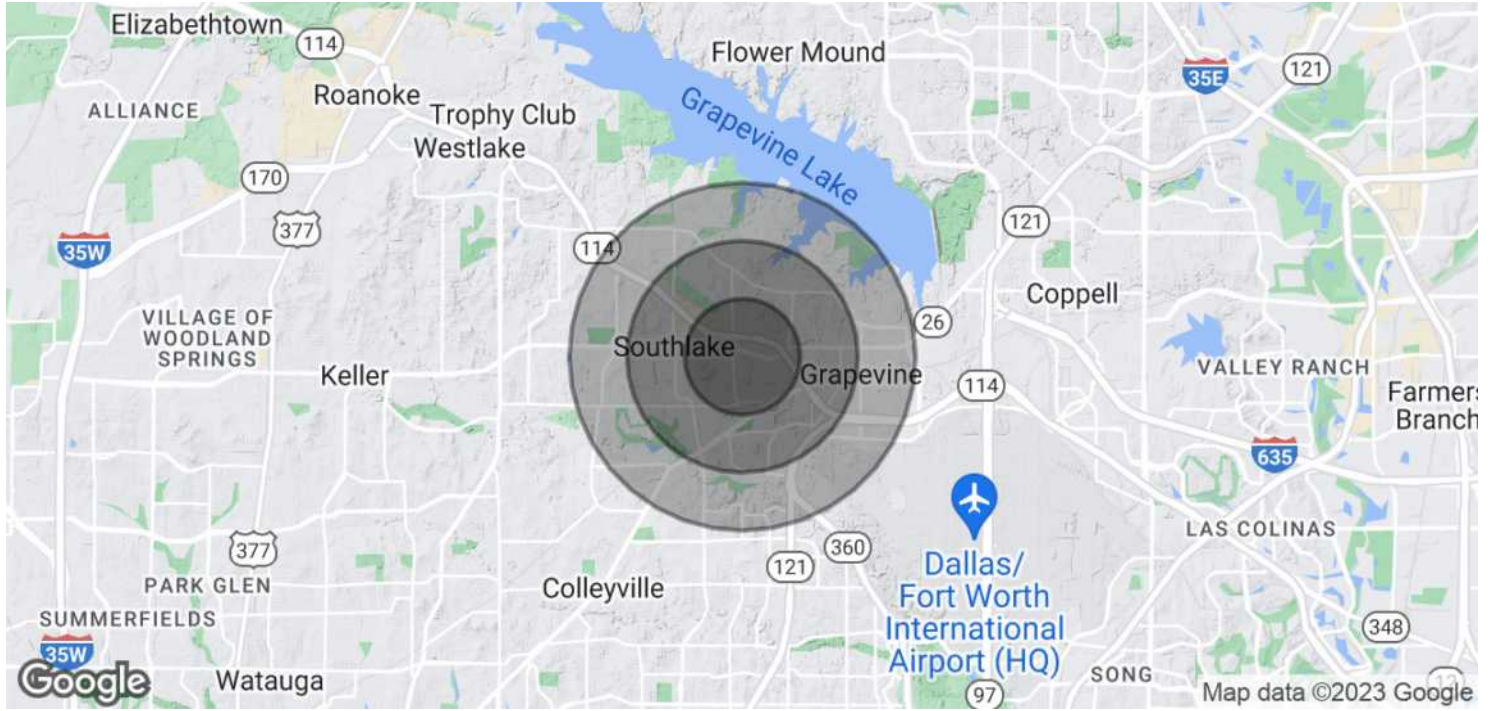 Elizabethtown
114
Flower Mound
121
35E
ALLIANCE
Roanoke
Trophy Club
Westlake
Grapevine Lake
170
377
121
35W
114
Coppell
VILLAGE OF
WOODLAND
SPRINGS
26
Southlake
Keller
Grapevine
114
VALLEY RANCH
Farmers
Branch
635
LAS COLINAS
377
360
121
PARK GLEN
Colleyville
Dallas/
Fort Worth
International
Airport (HQ)
SUMMERFIELDS
348
35W
Watauga
SONG
97
Google
Map data ©2023 Google